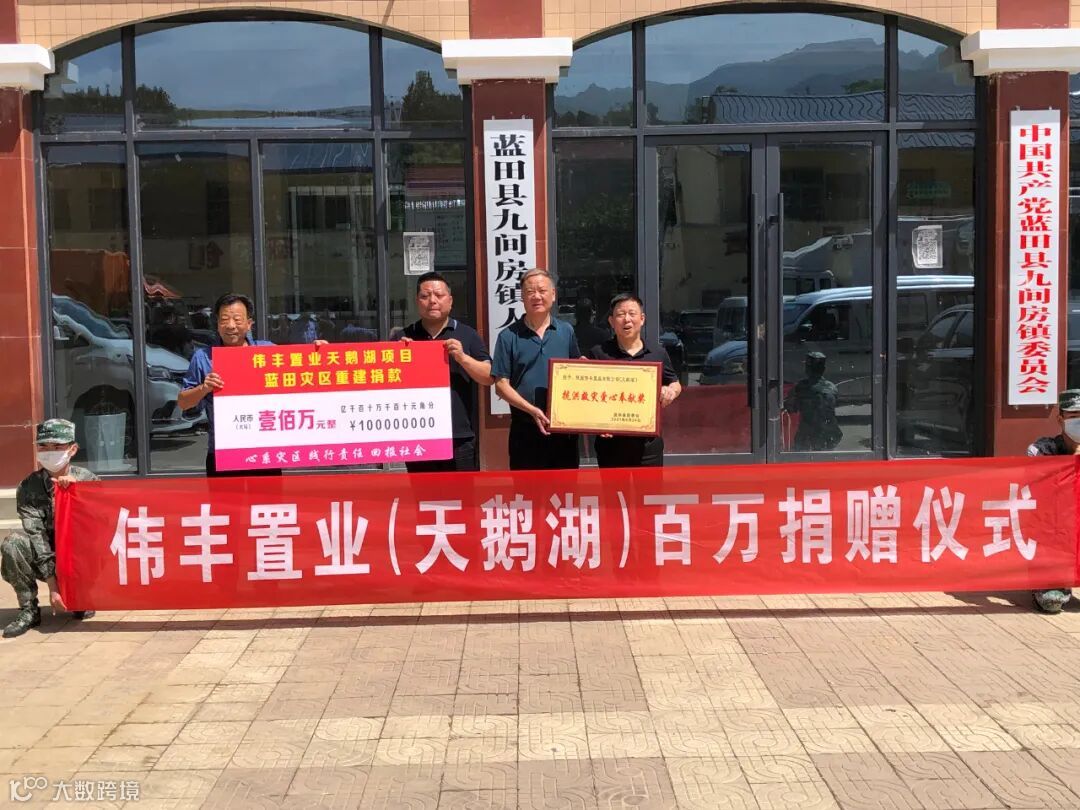 蓝田县九间房镇人
中国共产党蓝田县九间房镇委员会
伟丰置业天鹅湖项目
蓝田灾区重建捐款
人民币
(大写)
壹佰万元整
亿千百十万千百十元角分
¥100000000
心系灾区 践行责任 回报社会
抗洪救灾爱心奉献奖
伟丰置业(天鹅湖)百万捐赠仪式
大数跨境